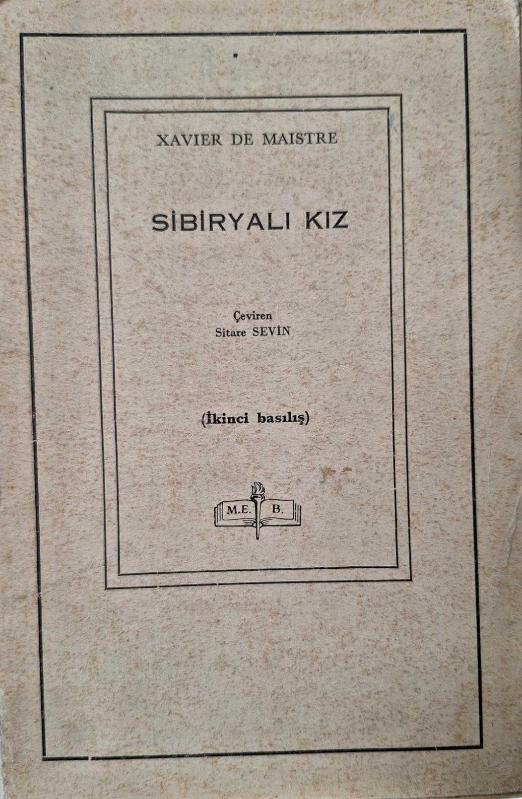 XAVIER DE MAISTRE
SİBİRYALI KIZ
Çeviren
Sitare SEVİN
(İkinci basılış)
M.E. B.